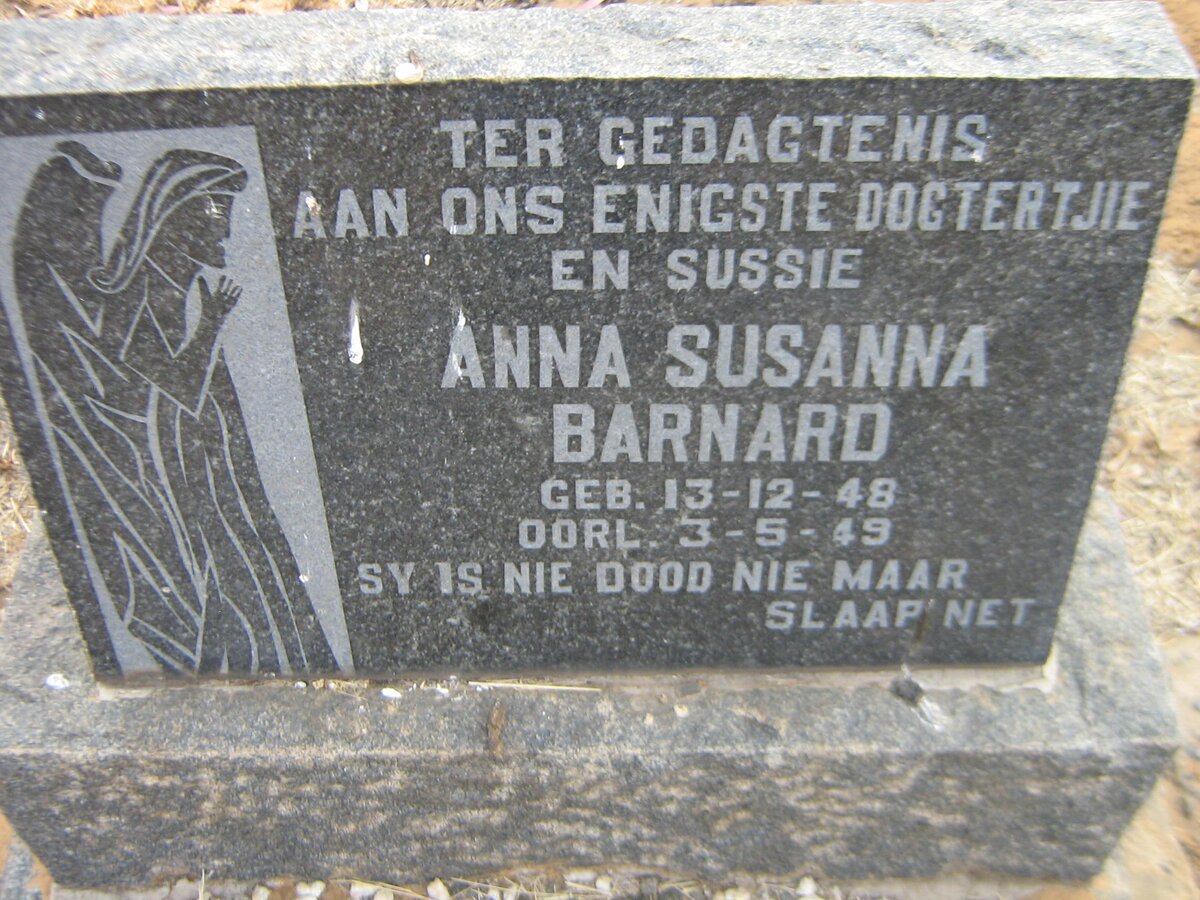 TER GEDAGTENIS
AAN ONS ENIGSTE DOGTERTJIE
EN SUSSIE
ANNA SUSANNA
BARNARD
GEB. 13-12-48
OORL. 3-5-49
SY IS NIE DOOD NIE MAAR
SLAAP NET